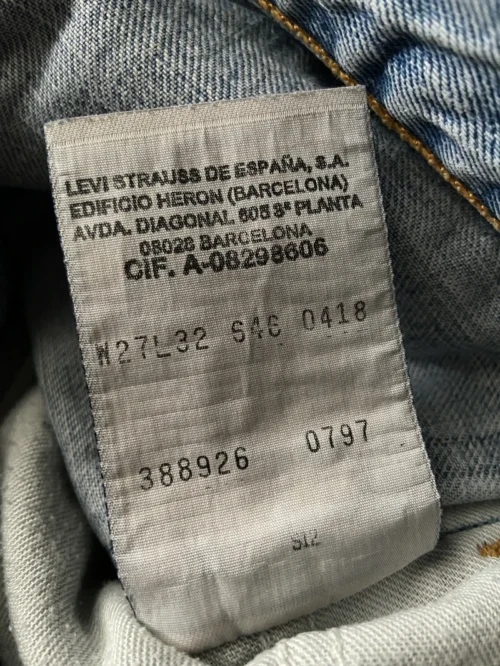 LEVI STRAUSS DE ESPAÑA, S.A.
EDIFICIO HERON (BARCELONA)
AVDA. DIAGONAL 605 8ª PLANTA
08028 BARCELONA
CIF. A-08298606
W27L32 646 0418
388926 0797
S12